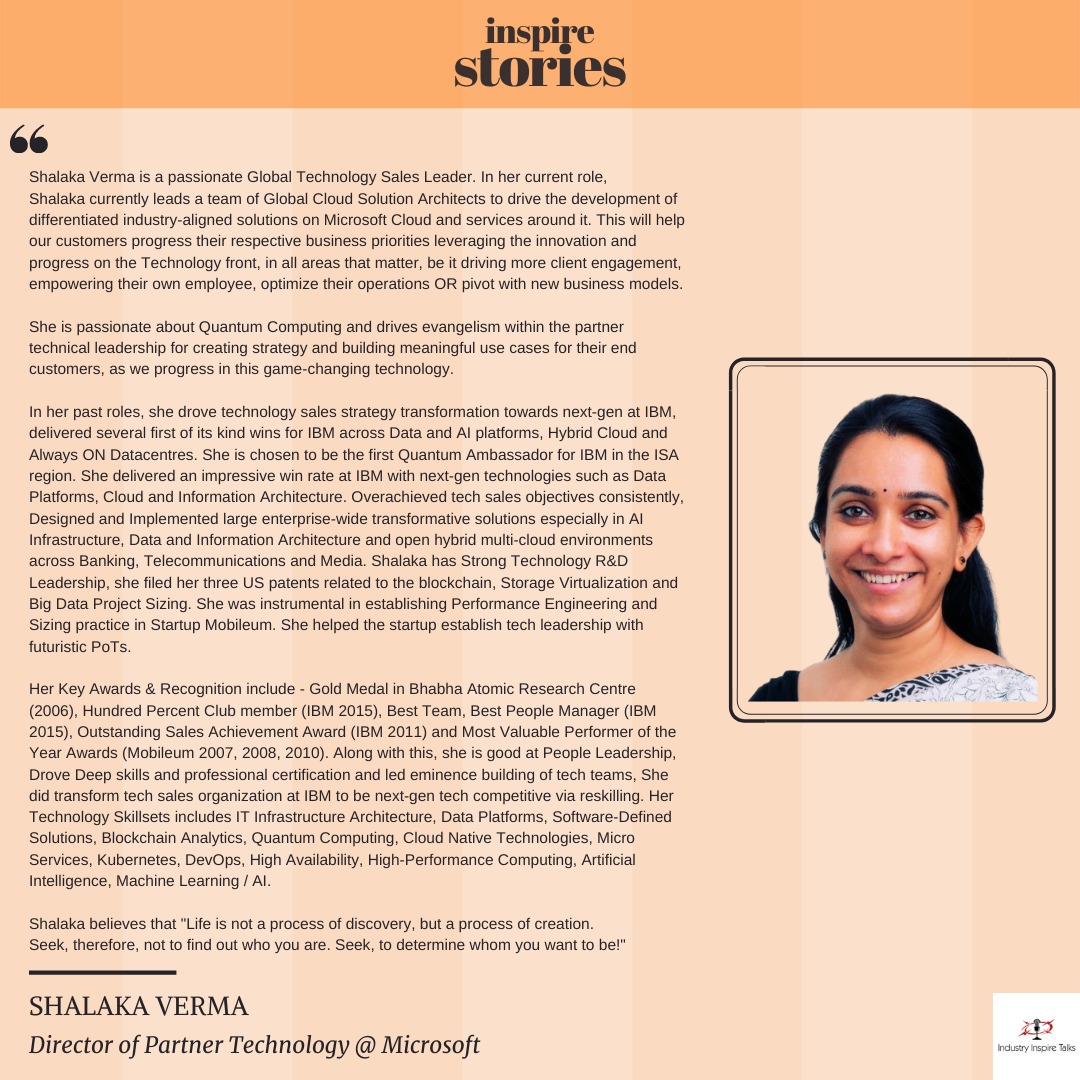 inspire
stories
“
Shalaka Verma is a passionate Global Technology Sales Leader. In her current role,
Shalaka currently leads a team of Global Cloud Solution Architects to drive the development of
differentiated industry-aligned solutions on Microsoft Cloud and services around it. This will help
our customers progress their respective business priorities leveraging the innovation and
progress on the Technology front, in all areas that matter, be it driving more client engagement,
empowering their own employee, optimize their operations OR pivot with new business models.
She is passionate about Quantum Computing and drives evangelism within the partner
technical leadership for creating strategy and building meaningful use cases for their end
customers, as we progress in this game-changing technology.
In her past roles, she drove technology sales strategy transformation towards next-gen at IBM,
delivered several first of its kind wins for IBM across Data and AI platforms, Hybrid Cloud and
Always ON Datacentres. She is chosen to be the first Quantum Ambassador for IBM in the ISA
region. She delivered an impressive win rate at IBM with next-gen technologies such as Data
Platforms, Cloud and Information Architecture. Overachieved tech sales objectives consistently,
Designed and Implemented large enterprise-wide transformative solutions especially in AI
Infrastructure, Data and Information Architecture and open hybrid multi-cloud environments
across Banking, Telecommunications and Media. Shalaka has Strong Technology R&D
Leadership, she filed her three US patents related to the blockchain, Storage Virtualization and
Big Data Project Sizing. She was instrumental in establishing Performance Engineering and
Sizing practice in Startup Mobileum. She helped the startup establish tech leadership with
futuristic PoTs.
Her Key Awards & Recognition include - Gold Medal in Bhabha Atomic Research Centre
(2006), Hundred Percent Club member (IBM 2015), Best Team, Best People Manager (IBM
2015), Outstanding Sales Achievement Award (IBM 2011) and Most Valuable Performer of the
Year Awards (Mobileum 2007, 2008, 2010). Along with this, she is good at People Leadership,
Drove Deep skills and professional certification and led eminence building of tech teams, She
did transform tech sales organization at IBM to be next-gen tech competitive via reskilling. Her
Technology Skillsets includes IT Infrastructure Architecture, Data Platforms, Software-Defined
Solutions, Blockchain Analytics, Quantum Computing, Cloud Native Technologies, Micro
Services, Kubernetes, DevOps, High Availability, High-Performance Computing, Artificial
Intelligence, Machine Learning / AI.
Shalaka believes that "Life is not a process of discovery, but a process of creation.
Seek, therefore, not to find out who you are. Seek, to determine whom you want to be!"
SHALAKA VERMA
Director of Partner Technology @ Microsoft
Industry Inspire Talks